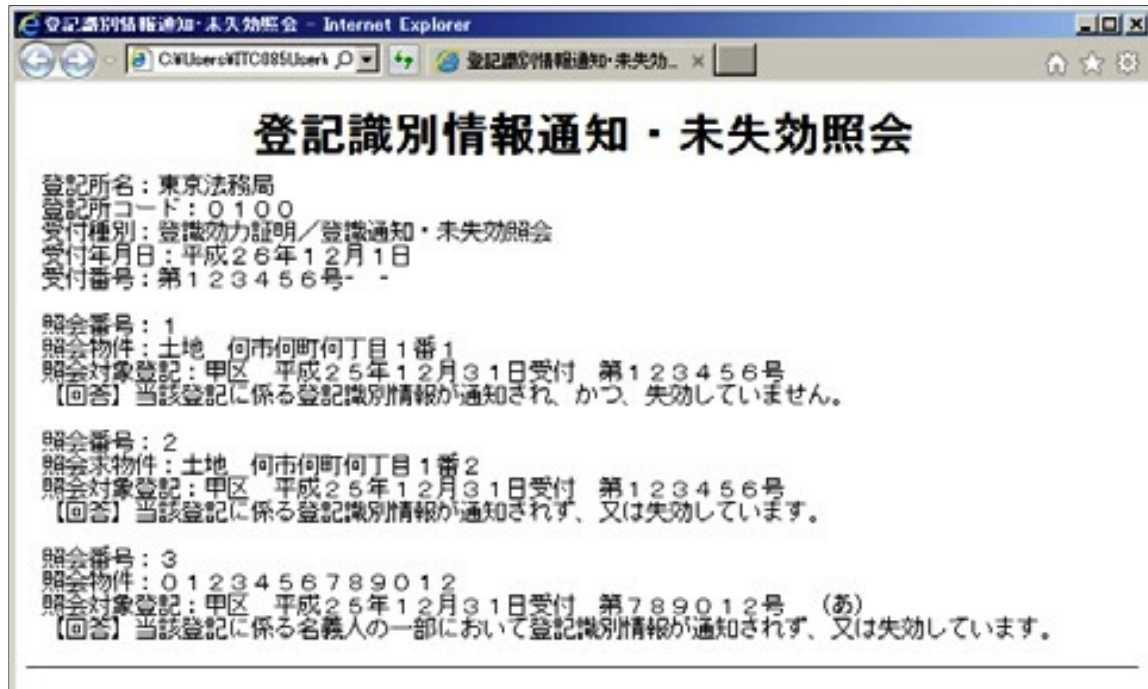 登記識別情報通知・未失効照会 - Internet Explorer
C:¥Users¥ITC085User¥
登記識別情報通知・未失効... ×
登記識別情報通知・未失効照会
登記所名：東京法務局
登記所コード：０１００
受付種別：登識効力証明／登識通知・未失効照会
受付年月日：平成２６年１２月１日
受付番号：第１２３４５６号-　-
照会番号：１
照会物件：土地　何市何町何丁目１番１
照会対象登記：甲区　平成２５年１２月３１日受付　第１２３４５６号
【回答】当該登記に係る登記識別情報が通知され、かつ、失効していません。
照会番号：２
照会求物件：土地　何市何町何丁目１番２
照会対象登記：甲区　平成２５年１２月３１日受付　第１２３４５６号
【回答】当該登記に係る登記識別情報が通知されず、又は失効しています。
照会番号：３
照会物件：０１２３４５６７８９０１２
照会対象登記：甲区　平成２５年１２月３１日受付　第７８９０１２号　（あ）
【回答】当該登記に係る名義人の一部において登記識別情報が通知されず、又は失効しています。